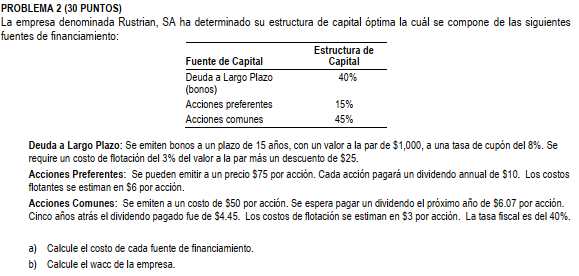 PROBLEMA 2 (30 PUNTOS)
La empresa denominada Rustrian, SA ha determinado su estructura de capital óptima la cuál se compone de las siguientes
fuentes de financiamiento:
Estructura de
Fuente de Capital Capital
Deuda a Largo Plazo 40%
(bonos)
Acciones preferentes 15%
Acciones comunes 45%
Deuda a Largo Plazo: Se emiten bonos a un plazo de 15 años, con un valor a la par de $1,000, a una tasa de cupón del 8%. Se
require un costo de flotación del 3% del valor a la par más un descuento de $25.
Acciones Preferentes: Se pueden emitir a un precio $75 por acción. Cada acción pagará un dividendo annual de $10. Los costos
flotantes se estiman en $6 por acción.
Acciones Comunes: Se emiten a un costo de $50 por acción. Se espera pagar un dividendo el próximo año de $6.07 por acción.
Cinco años atrás el dividendo pagado fue de $4.45. Los costos de flotación se estiman en $3 por acción. La tasa fiscal es del 40%.
a) Calcule el costo de cada fuente de financiamiento.
b) Calcule el wacc de la empresa.